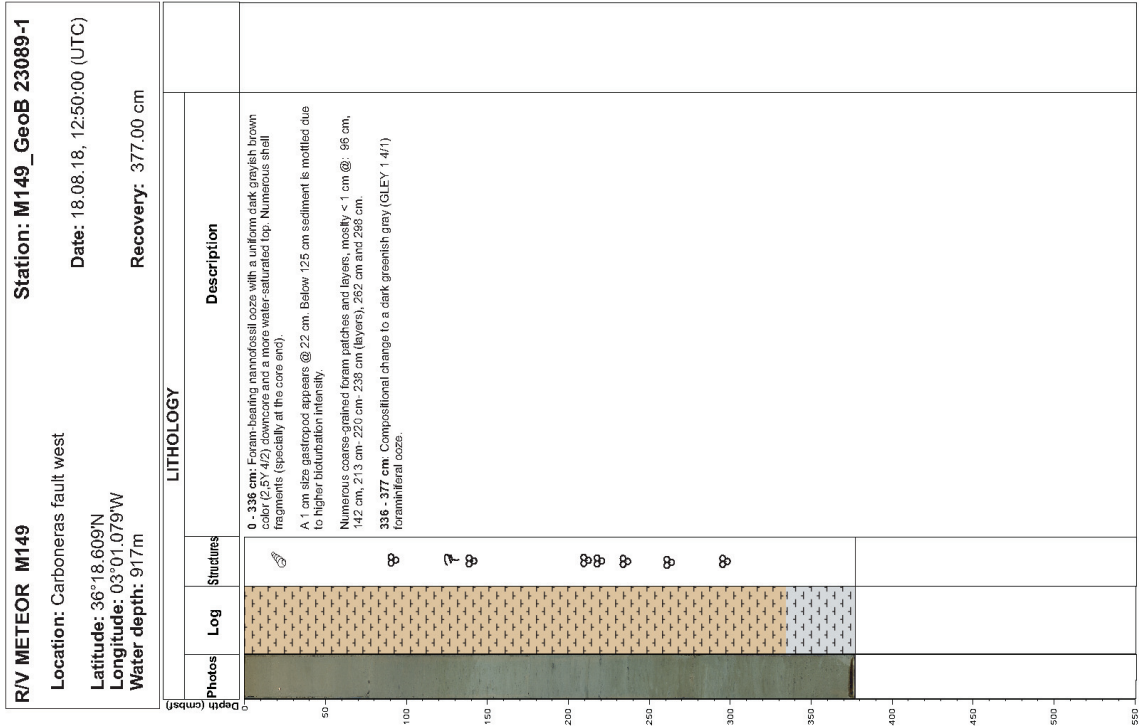 R/V METEOR M149
Station: M149_GeoB 23089-1
Location: Carboneras fault west
Date: 18.08.18, 12:50:00 (UTC)
Latitude: 36°18.609'N
Longitude: 03°01.079'W
Water depth: 917m
Recovery: 377.00 cm
LITHOLOGY
Depth (cmbsf)
Photos
Log
Structures
Description
0 - 336 cm: Foram-bearing nannofossil ooze with a uniform dark grayish brown
color (2,5Y 4/2) downcore and a more water-saturated top. Numerous shell
fragments (specially at the core end).
A 1 cm size gastropod appears @ 22 cm. Below 125 cm sediment is mottled due
to higher bioturbation intensity.
Numerous coarse-grained foram patches and layers, moslty < 1 cm @: 96 cm,
142 cm, 213 cm- 220 cm- 238 cm (layers), 262 cm and 298 cm.
336 - 377 cm: Compositional change to a dark greenish gray (GLEY 1 4/1)
foraminiferal ooze.
0
50
100
150
200
250
300
350
400
450
500
550